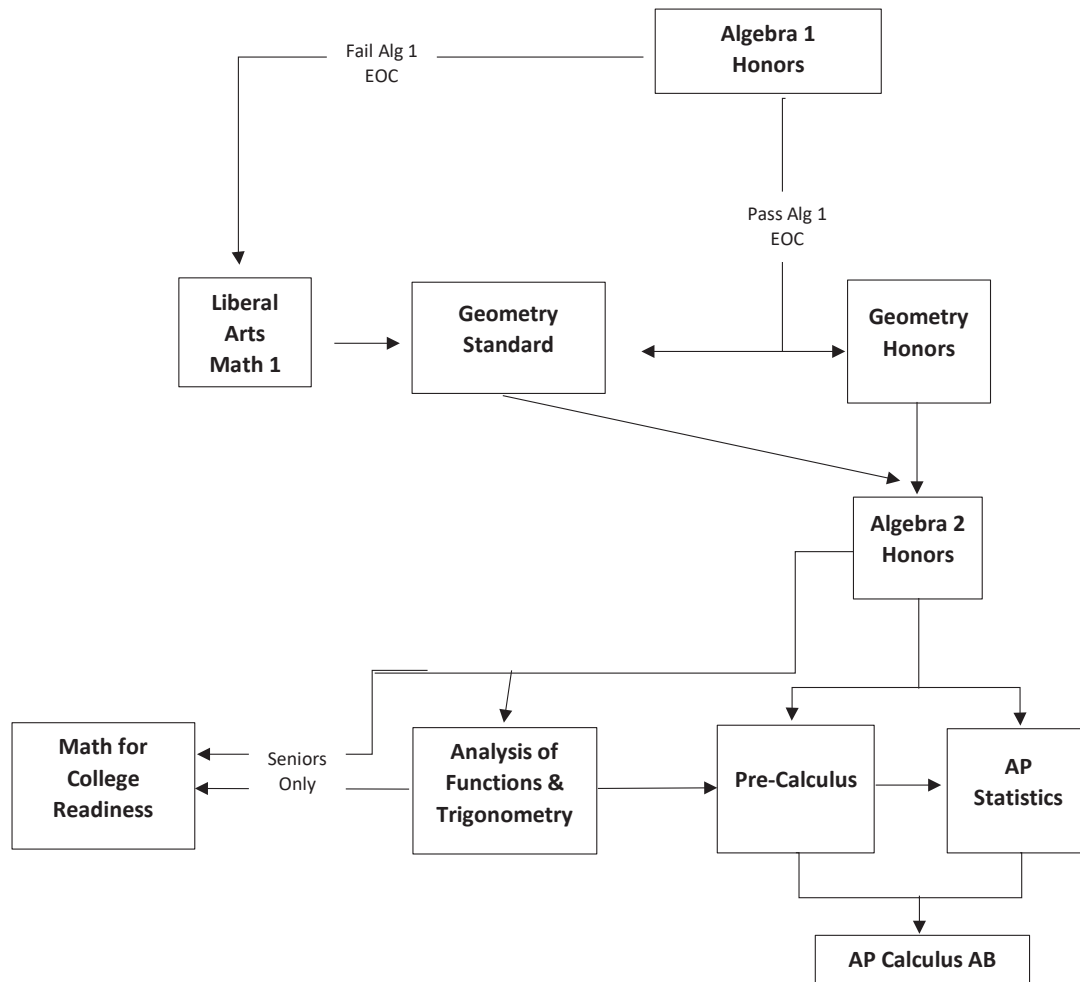 Algebra 1
Honors
Fail Alg 1
EOC
Pass Alg 1
EOC
Liberal
Arts
Math 1
Geometry
Standard
Geometry
Honors
Algebra 2
Honors
Math for
College
Readiness
Seniors
Only
Analysis of
Functions &
Trigonometry
Pre-Calculus
AP
Statistics
AP Calculus AB